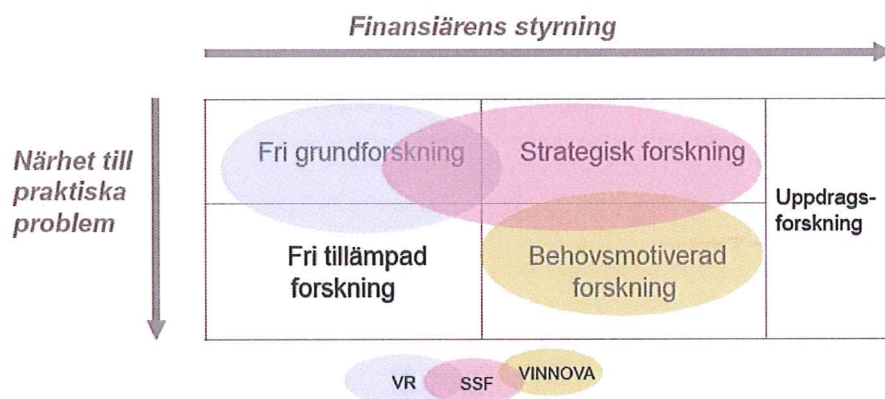 Finansiärens styrning
Närhet till
praktiska
problem
Fri grundforskning
Strategisk forskning
Uppdrags-
forskning
Fri tillämpad
forskning
Behovsmotiverad
forskning
VR
SSF
VINNOVA